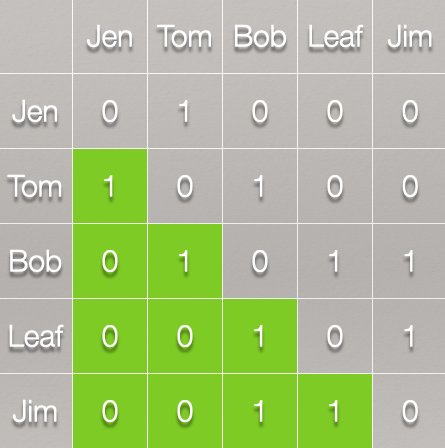 Jen Tom Bob Leaf Jim
Jen 0 1 0 0 0
Tom 1 0 1 0 0
Bob 0 1 0 1 1
Leaf 0 0 1 0 1
Jim 0 0 1 1 0